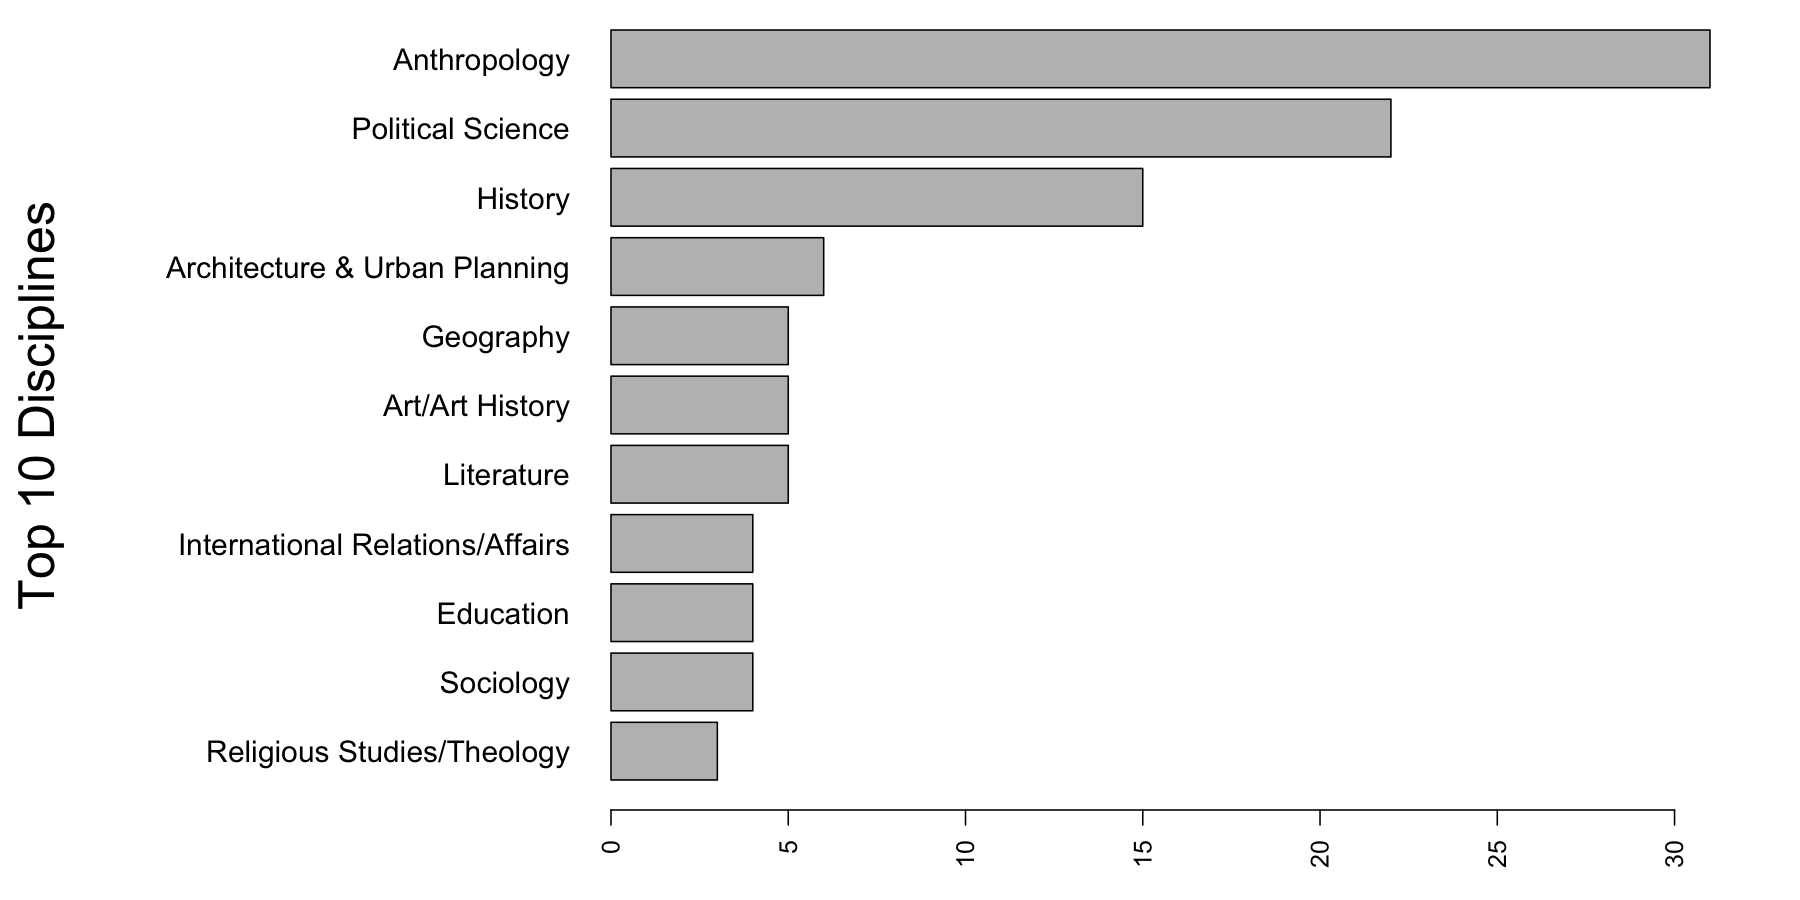 Top 10 Disciplines
Anthropology
Political Science
History
Architecture & Urban Planning
Geography
Art/Art History
Literature
International Relations/Affairs
Education
Sociology
Religious Studies/Theology
0 5 10 15 20 25 30